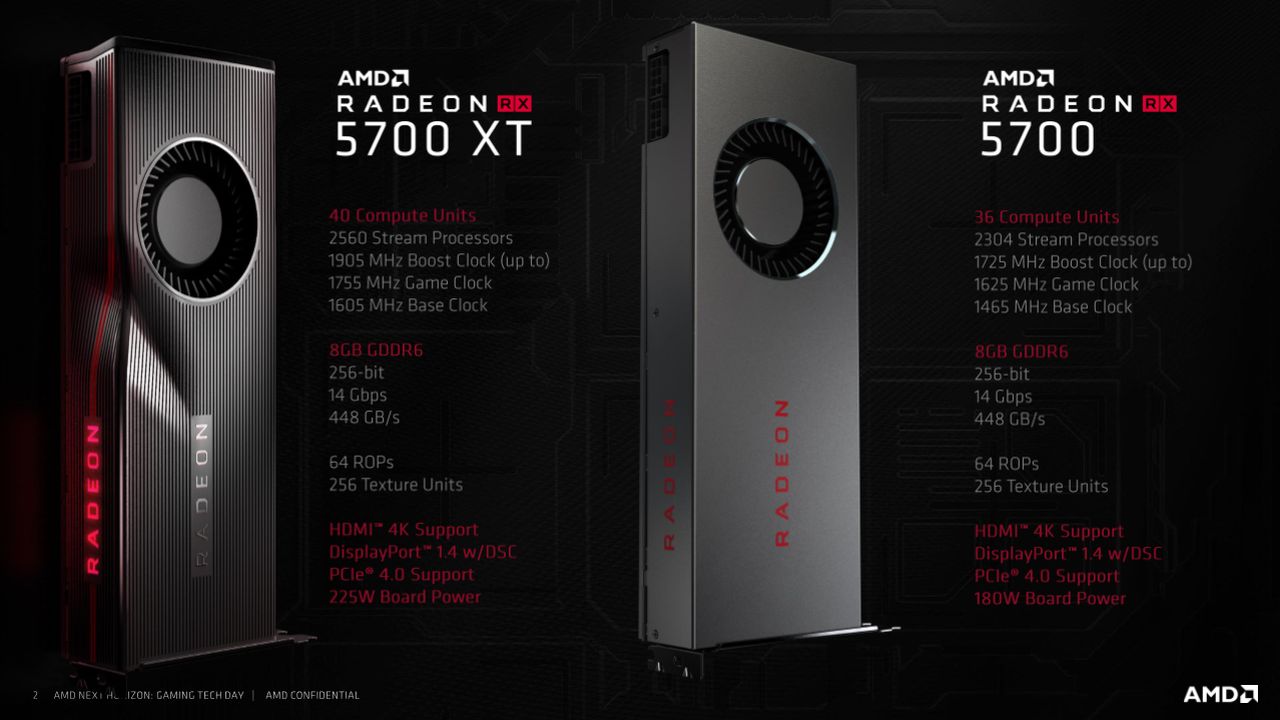 AMD
RADEON RX
5700 XT
40 Compute Units
2560 Stream Processors
1905 MHz Boost Clock (up to)
1755 MHz Game Clock
1605 MHz Base Clock
8GB GDDR6
256-bit
14 Gbps
448 GB/s
64 ROPs
256 Texture Units
HDMI™ 4K Support
DisplayPort™ 1.4 w/DSC
PCIe® 4.0 Support
225W Board Power
RADEON
RADEON
AMD
RADEON RX
5700
36 Compute Units
2304 Stream Processors
1725 MHz Boost Clock (up to)
1625 MHz Game Clock
1465 MHz Base Clock
8GB GDDR6
256-bit
14 Gbps
448 GB/s
64 ROPs
256 Texture Units
HDMI™ 4K Support
DisplayPort™ 1.4 w/DSC
PCIe® 4.0 Support
180W Board Power
RADEON
RADEON
2 AMD NEXT HORIZON: GAMING TECH DAY | AMD CONFIDENTIAL
AMD